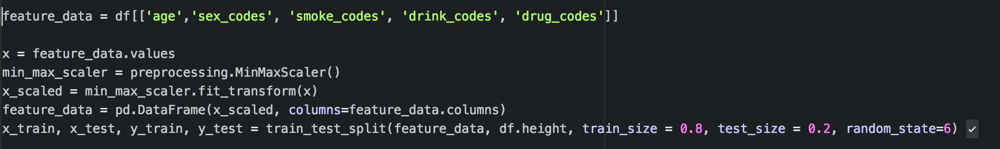 feature_data = df[['age','sex_codes', 'smoke_codes', 'drink_codes', 'drug_codes']]
x = feature_data.values
min_max_scaler = preprocessing.MinMaxScaler()
x_scaled = min_max_scaler.fit_transform(x)
feature_data = pd.DataFrame(x_scaled, columns=feature_data.columns)
x_train, x_test, y_train, y_test = train_test_split(feature_data, df.height, train_size = 0.8, test_size = 0.2, random_state=6)